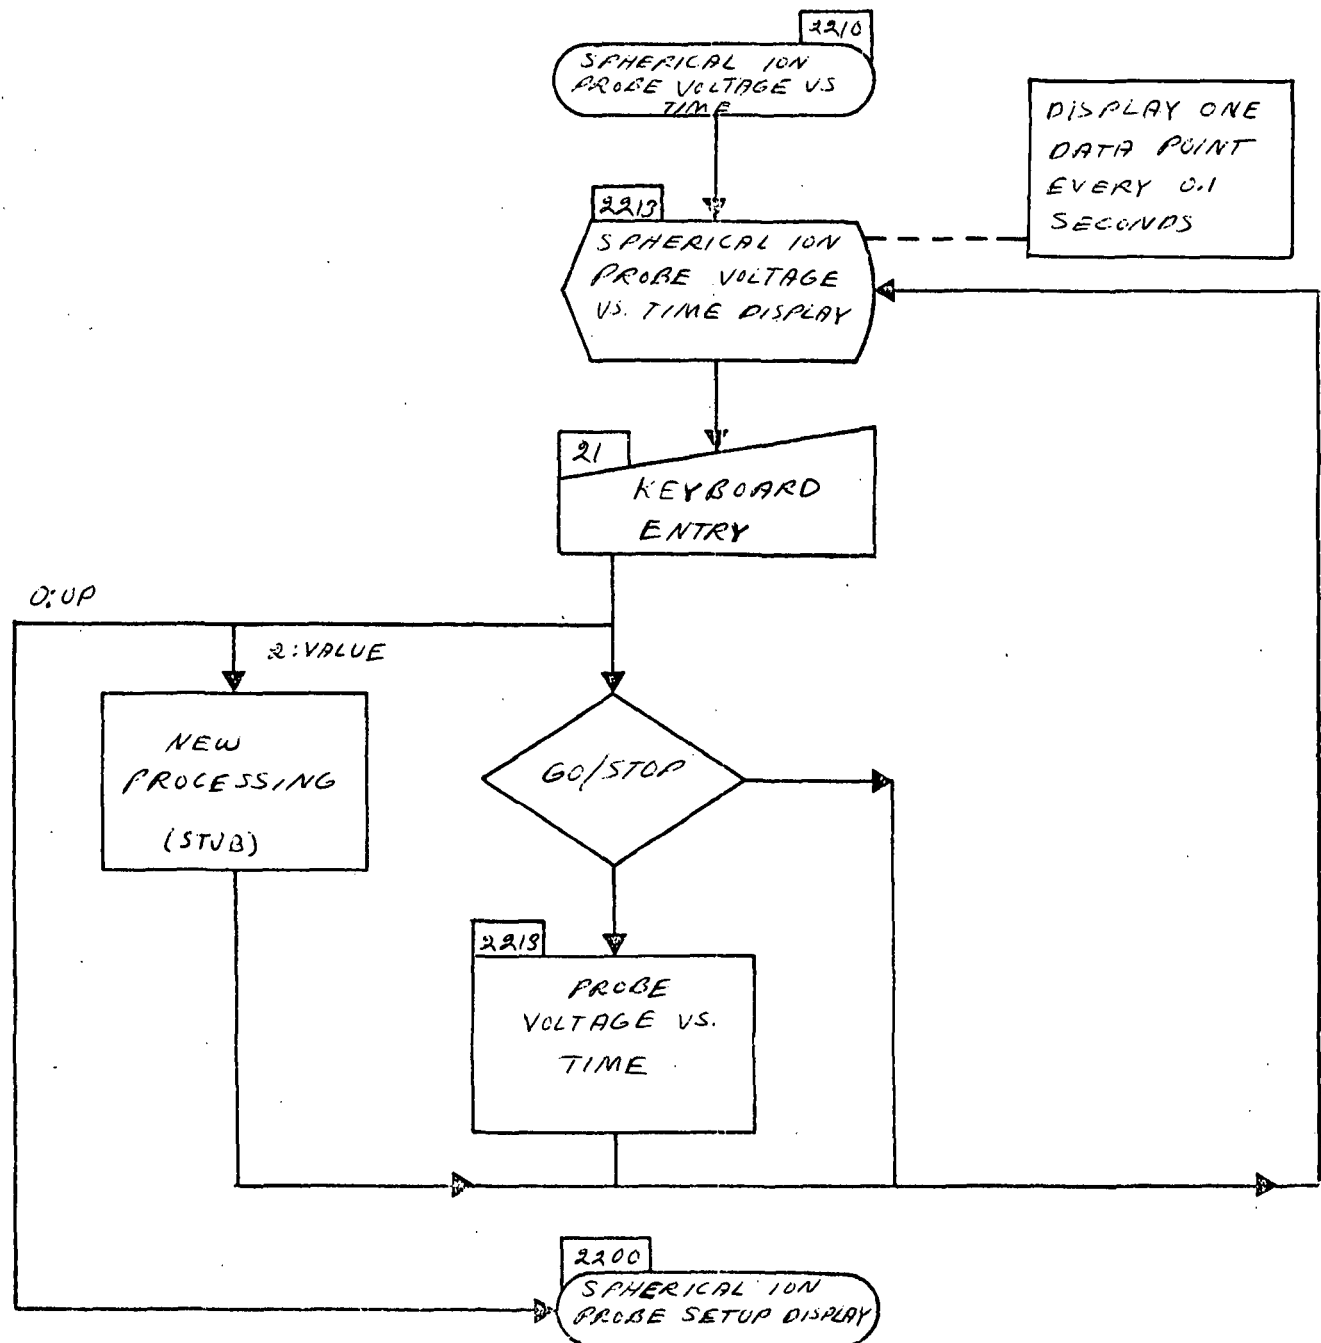 2210
SPHERICAL ION
PROBE VOLTAGE VS
TIME
DISPLAY ONE
DATA POINT
EVERY 0.1
SECONDS
2213
SPHERICAL ION
PROBE VOLTAGE
VS. TIME DISPLAY
21
KEYBOARD
ENTRY
0:UP
2:VALUE
NEW
PROCESSING
(STUB)
GO/STOP
2213
PROBE
VOLTAGE VS.
TIME
2200
SPHERICAL ION
PROBE SETUP DISPLAY